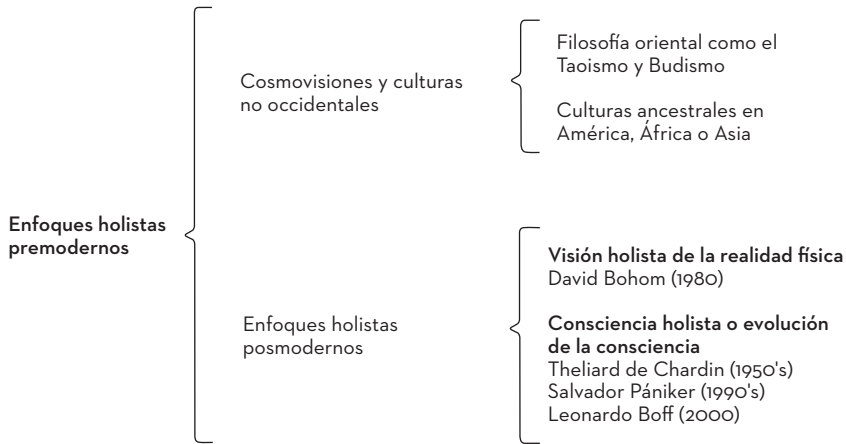 Enfoques holistas
premodernos
Cosmovisiones y culturas
no occidentales
Filosofía oriental como el
Taoismo y Budismo
Culturas ancestrales en
América, África o Asia
Enfoques holistas
posmodernos
Visión holista de la realidad física
David Bohom (1980)
Consciencia holista o evolución
de la consciencia
Theliard de Chardin (1950's)
Salvador Pániker (1990's)
Leonardo Boff (2000)